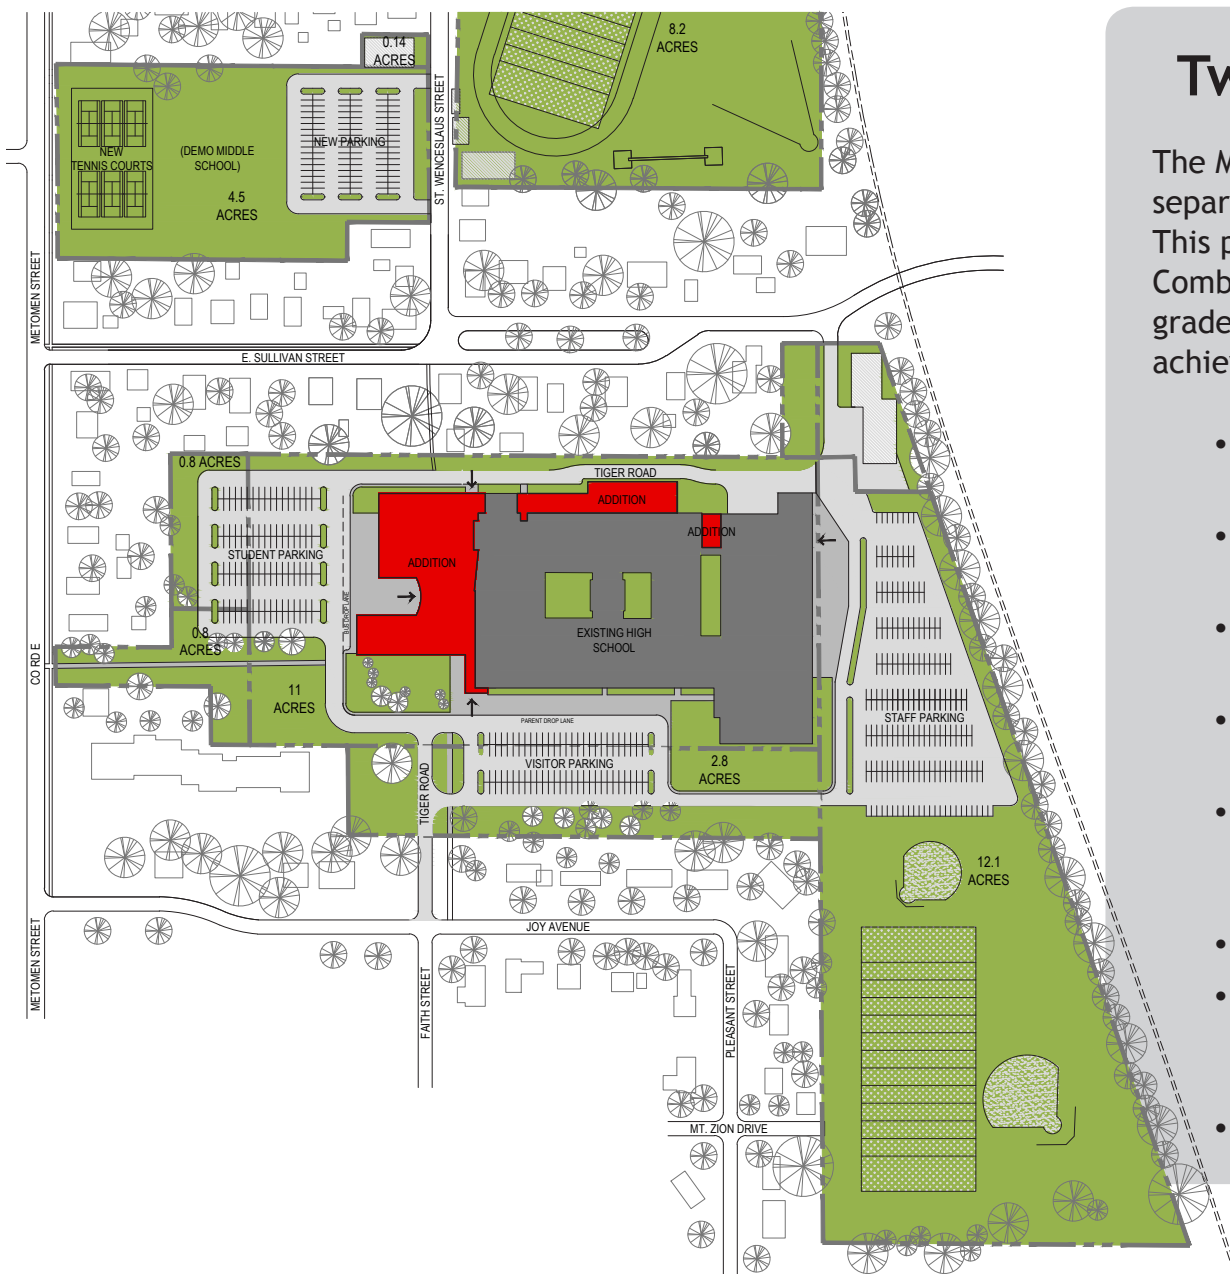 8.2
ACRES
0.14
ACRES
ST. WENCESLAUS STREET
NEW
TENNIS COURTS
(DEMO MIDDLE
SCHOOL)
NEW PARKING
4.5
ACRES
METOMEN STREET
E. SULLIVAN STREET
0.8 ACRES
TIGER ROAD
ADDITION
ADDITION
STUDENT PARKING
ADDITION
BUS DROP LANE
EXISTING HIGH
SCHOOL
0.8
ACRES
CO RD E
11
ACRES
PARENT DROP LANE
STAFF PARKING
VISITOR PARKING
2.8
ACRES
TIGER ROAD
12.1
ACRES
JOY AVENUE
METOMEN STREET
FAITH STREET
PLEASANT STREET
MT. ZION DRIVE
Tw
The M
separ
This p
Comb
grade
achie
•
•
•
•
•
•
•
•